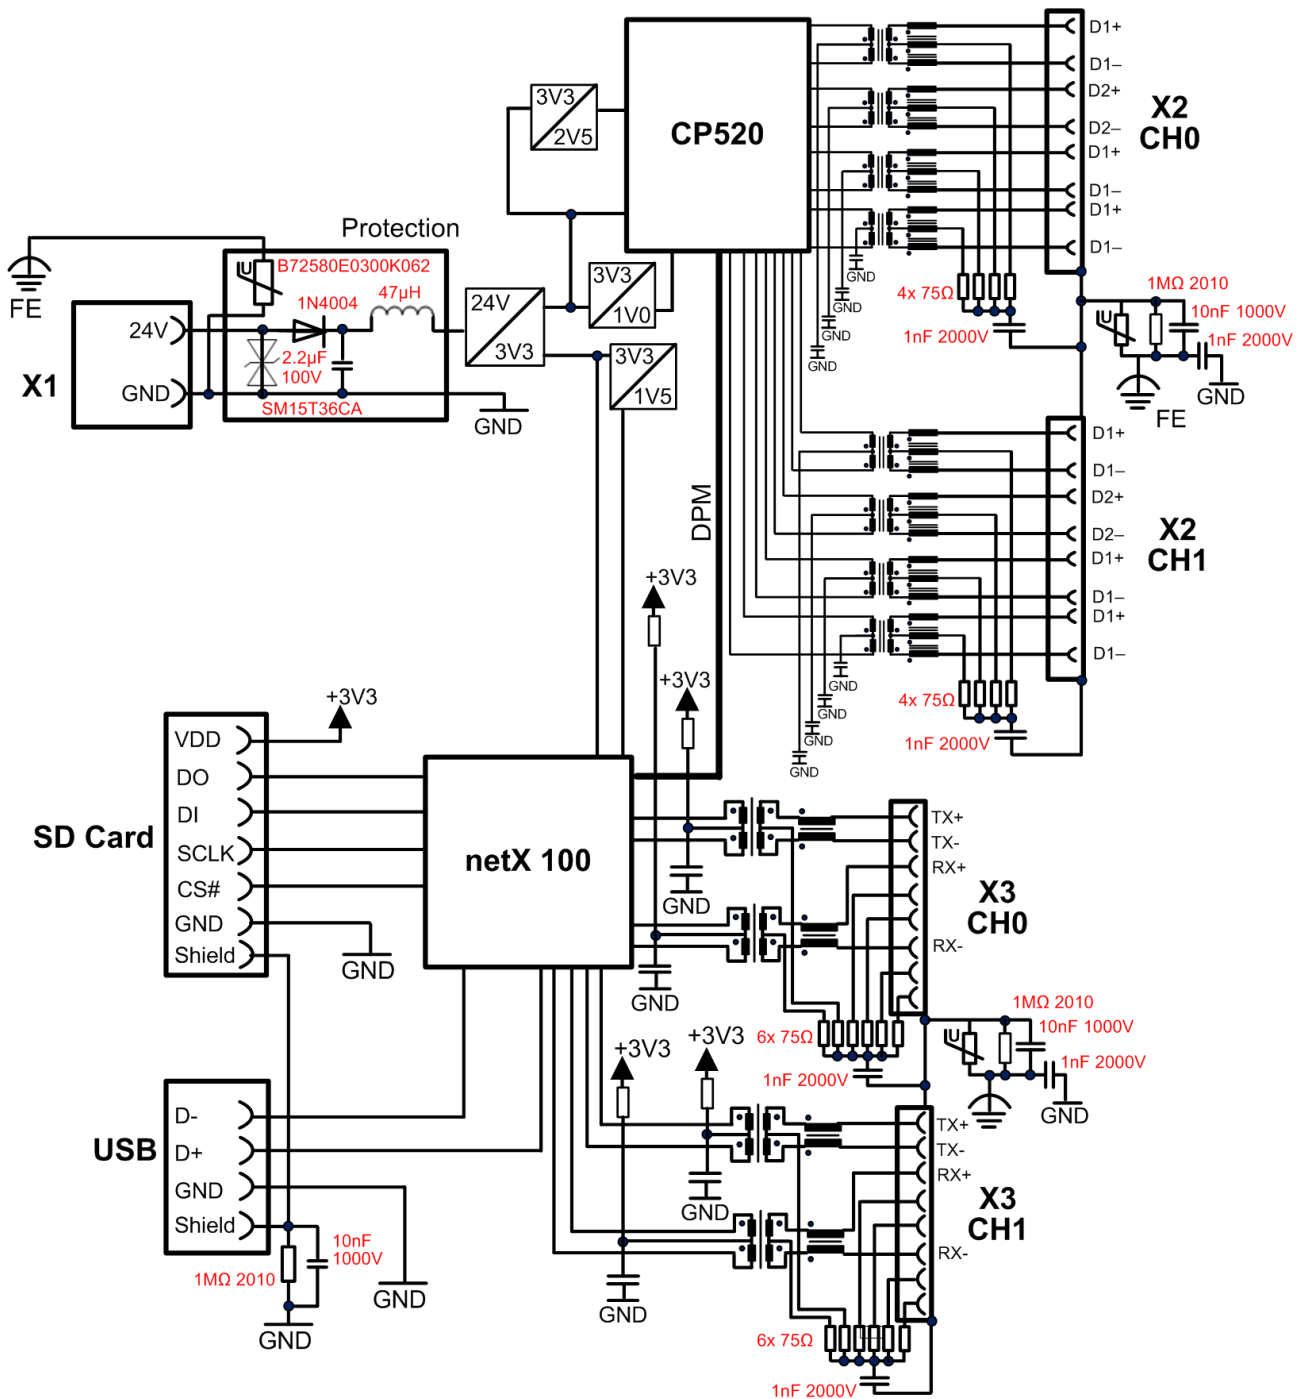 CP520
3V3
2V5
D1+
D1–
D2+
D2–
D1+
D1–
D1+
D1–
X2
CH0
GND
GND
GND
GND
4x 75Ω
1nF 2000V
1MΩ 2010
10nF 1000V
1nF 2000V
U
FE
GND
Protection
U
B72580E0300K062
47µH
1N4004
2.2µF
100V
SM15T36CA
FE
24V
GND
X1
GND
24V
3V3
3V3
1V0
3V3
1V5
DPM
D1+
D1–
D2+
D2–
D1+
D1–
D1+
D1–
X2
CH1
GND
GND
GND
GND
4x 75Ω
1nF 2000V
+3V3
+3V3
+3V3
SD Card
VDD
DO
DI
SCLK
CS#
GND
Shield
GND
netX 100
GND
GND
TX+
TX-
RX+
RX-
X3
CH0
6x 75Ω
1nF 2000V
1MΩ 2010
10nF 1000V
1nF 2000V
U
GND
+3V3
+3V3
USB
D-
D+
GND
Shield
10nF
1000V
1MΩ 2010
GND
GND
GND
GND
TX+
TX-
RX+
RX-
X3
CH1
6x 75Ω
1nF 2000V